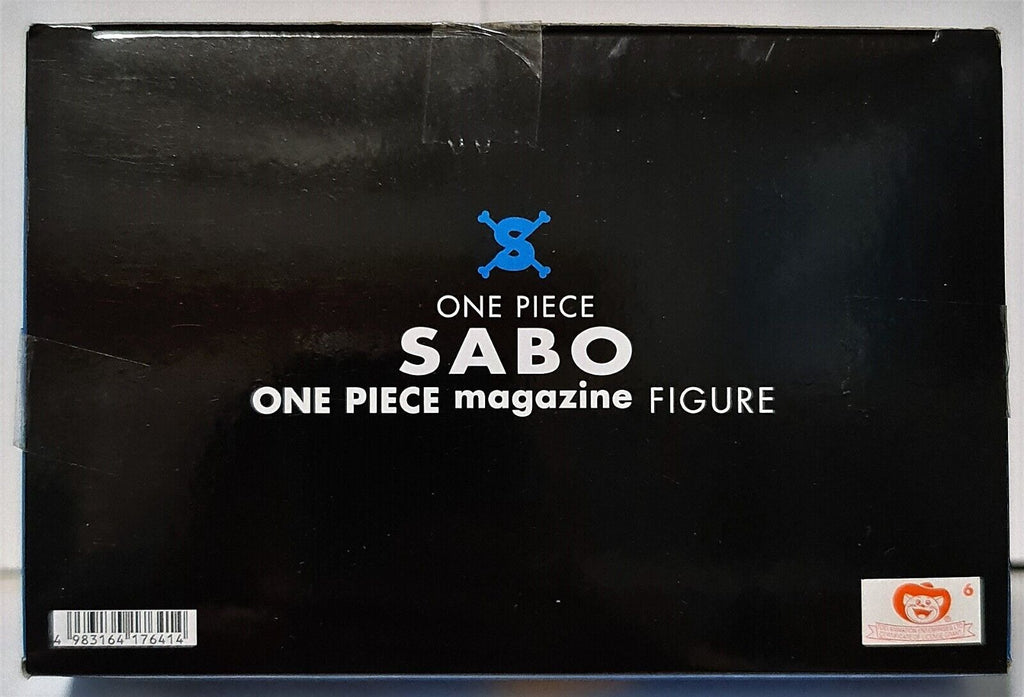 S
ONE PIECE
SABO
ONE PIECE magazine FIGURE
4 983164 176414
6